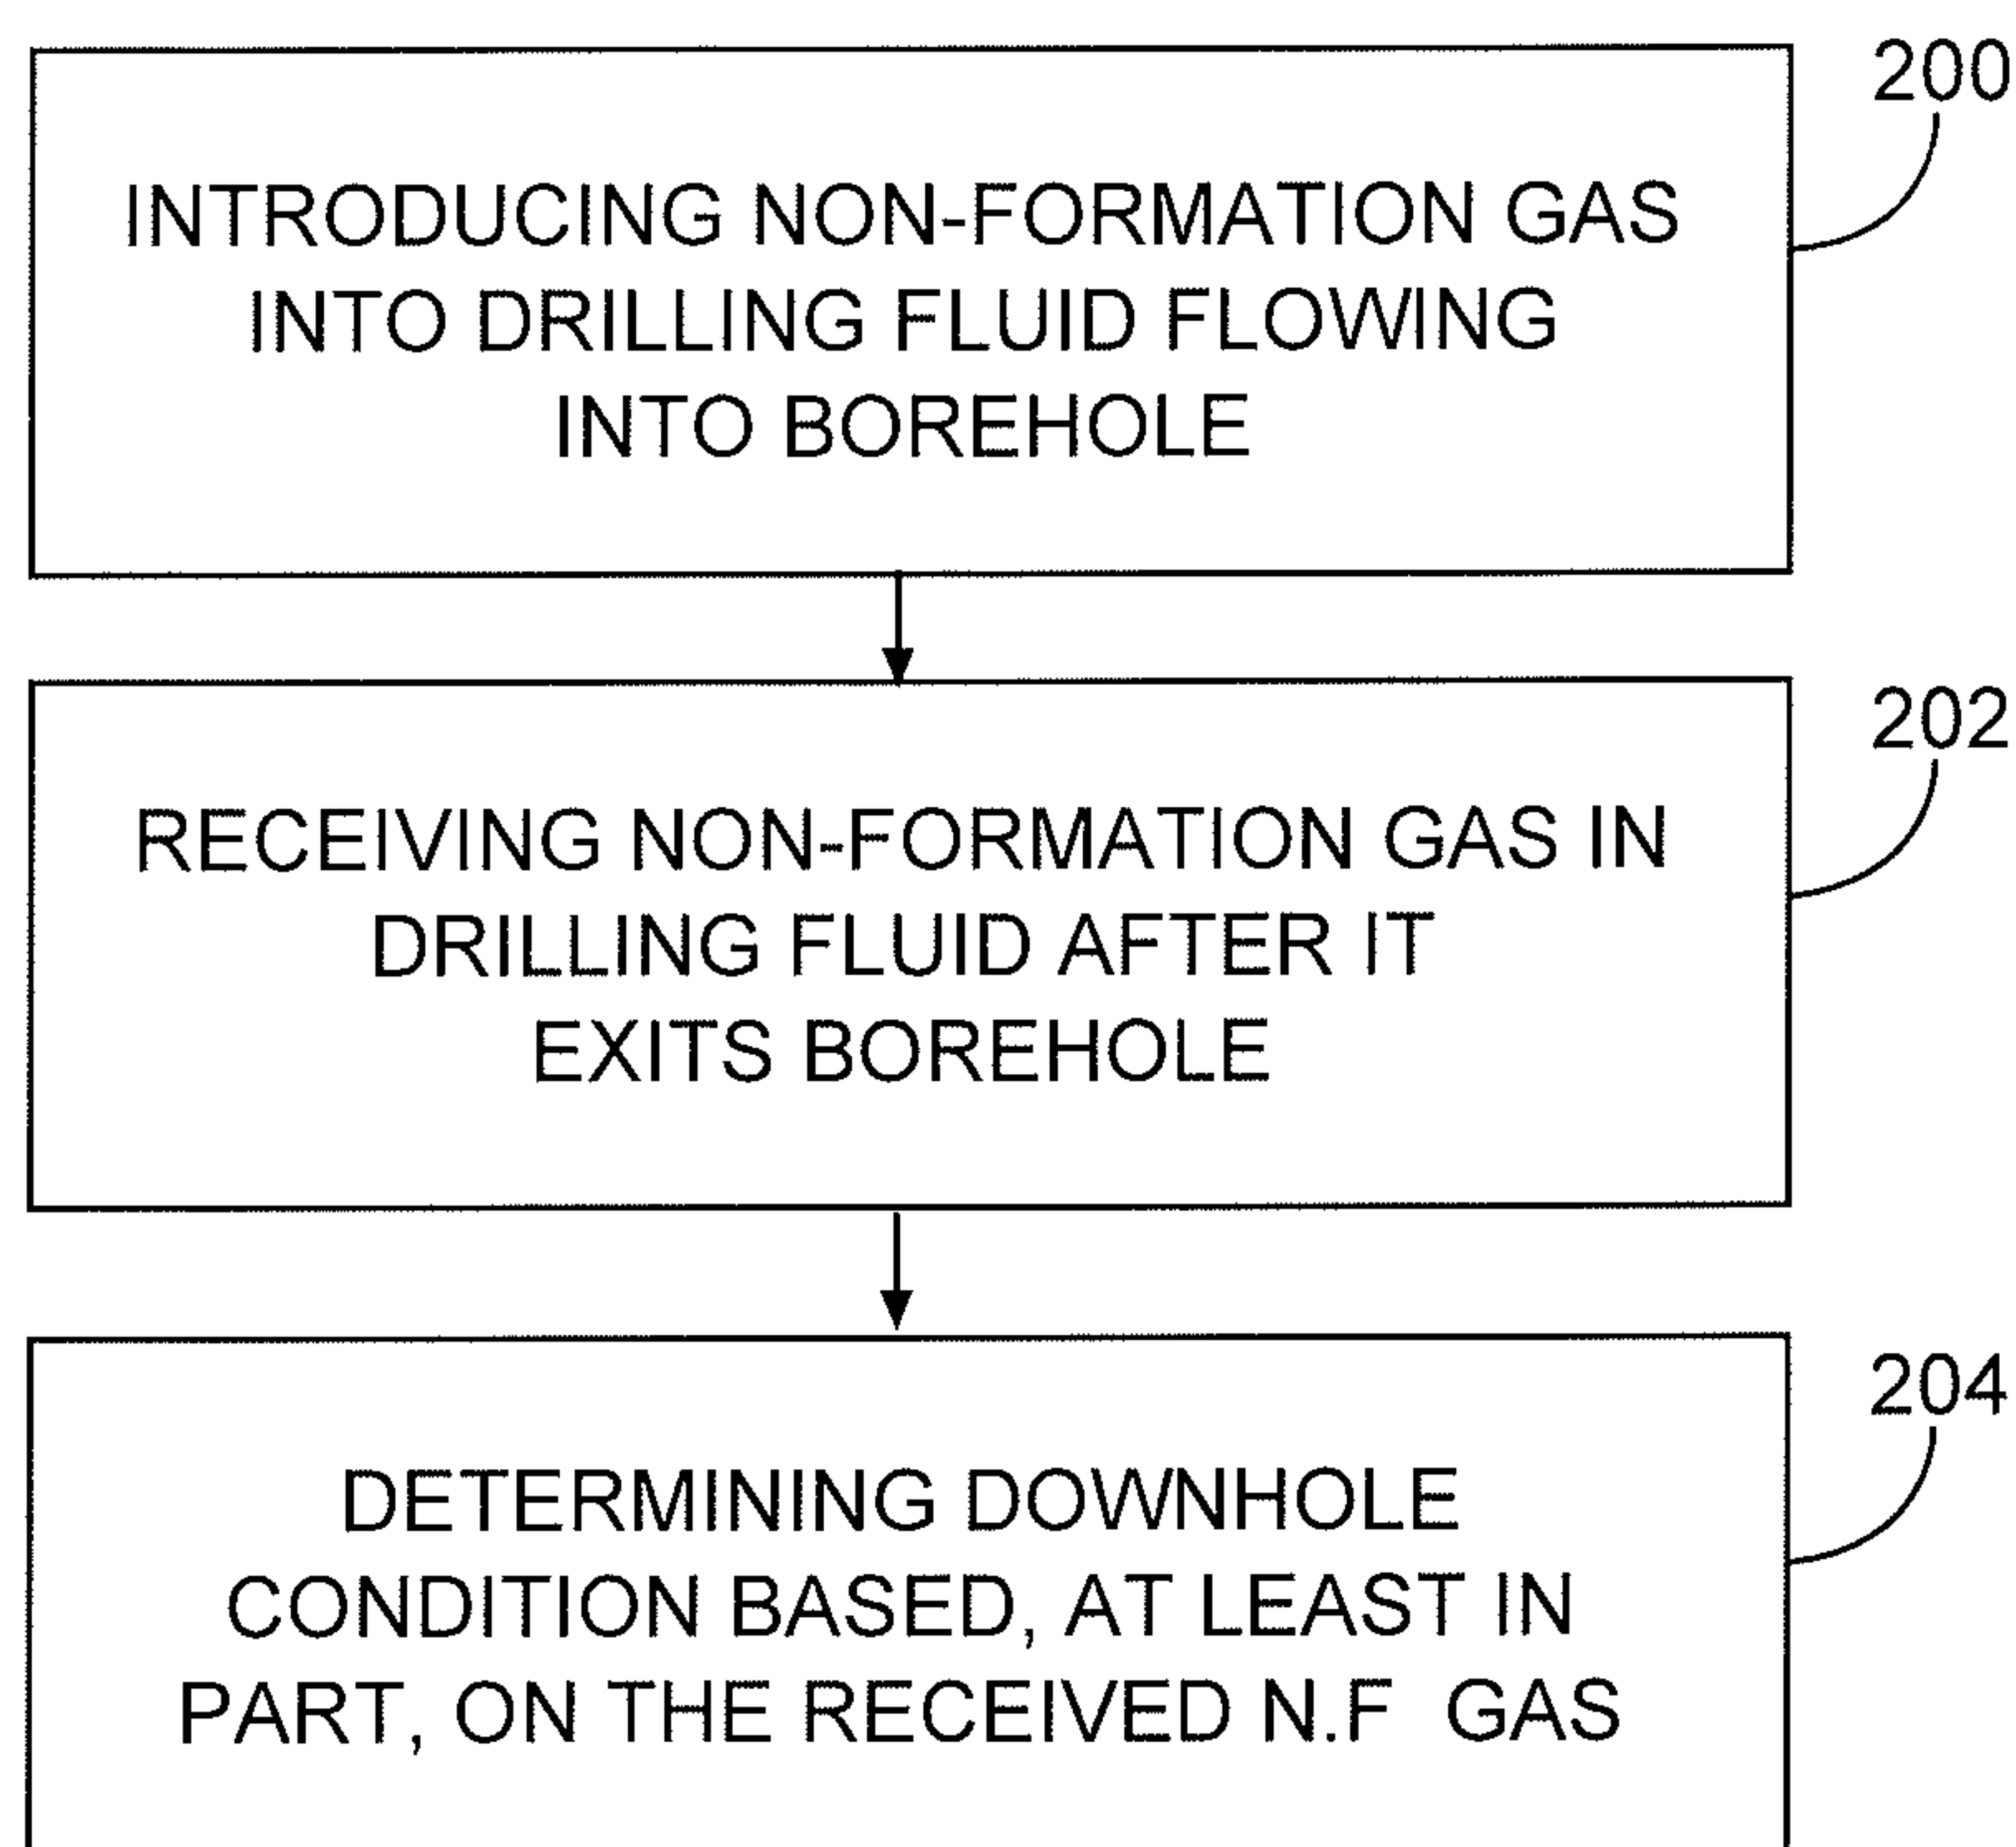 200
INTRODUCING NON-FORMATION GAS
INTO DRILLING FLUID FLOWING
INTO BOREHOLE
202
RECEIVING NON-FORMATION GAS IN
DRILLING FLUID AFTER IT
EXITS BOREHOLE
204
DETERMINING DOWNHOLE
CONDITION BASED, AT LEAST IN
PART, ON THE RECEIVED N.F GAS